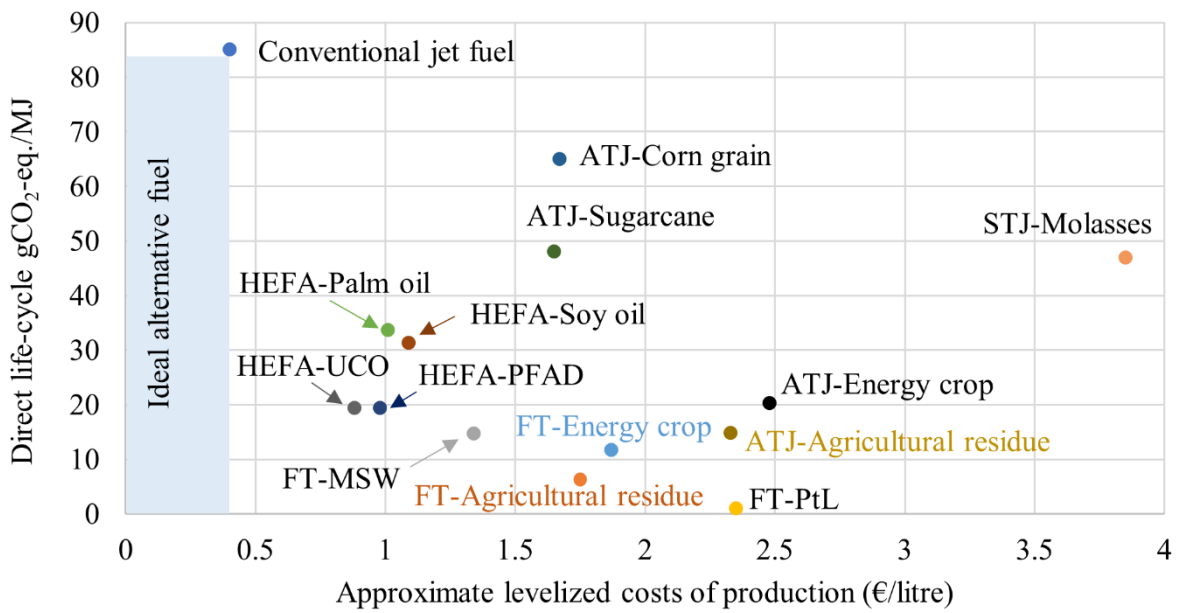 Direct life-cycle gCO₂-eq./MJ
90
80
70
60
50
40
30
20
10
0
Ideal alternative fuel
Conventional jet fuel
ATJ-Corn grain
ATJ-Sugarcane
STJ-Molasses
HEFA-Palm oil
HEFA-Soy oil
HEFA-UCO
HEFA-PFAD
ATJ-Energy crop
FT-Energy crop
ATJ-Agricultural residue
FT-MSW
FT-Agricultural residue
FT-PtL
0
0.5
1
1.5
2
2.5
3
3.5
4
Approximate levelized costs of production (€/litre)